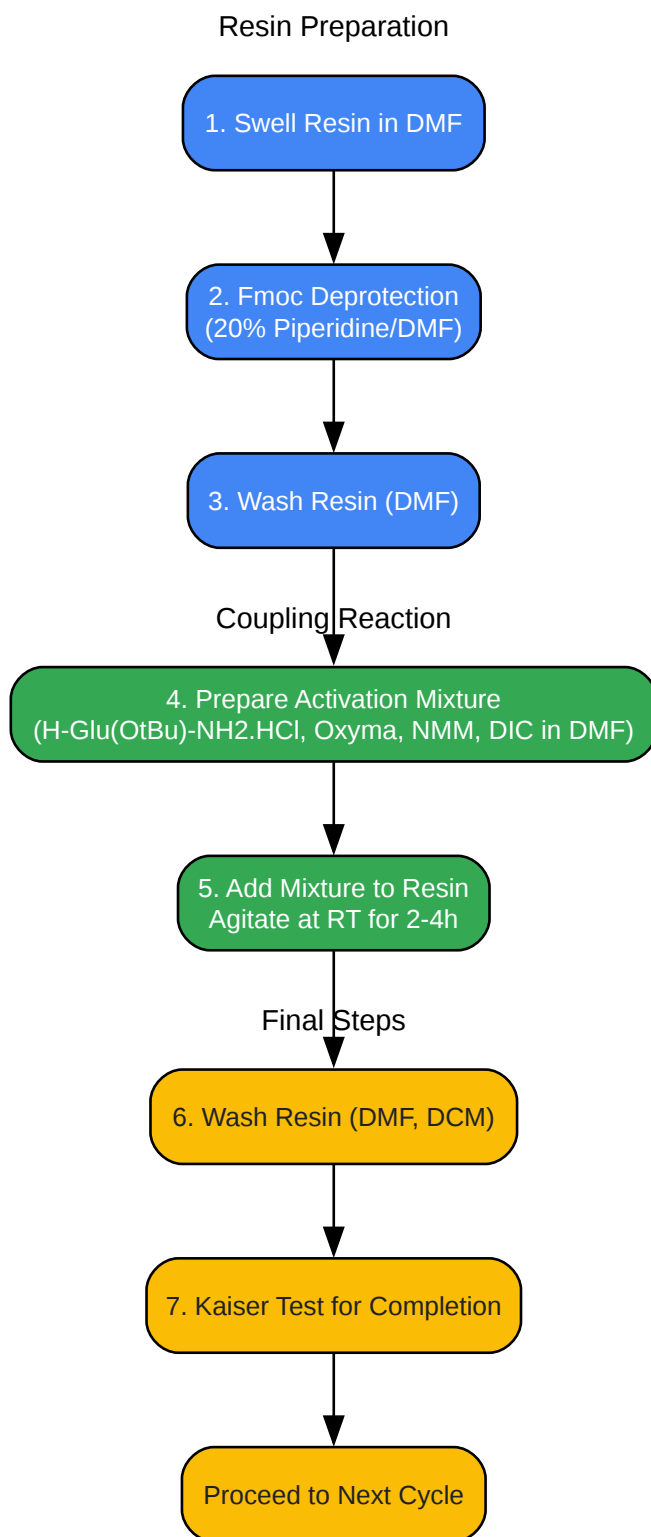 Resin Preparation
1. Swell Resin in DMF
2. Fmoc Deprotection
(20% Piperidine/DMF)
3. Wash Resin (DMF)
Coupling Reaction
4. Prepare Activation Mixture
(H-Glu(OtBu)-NH2.HCl, Oxyma, NMM, DIC in DMF)
5. Add Mixture to Resin
Agitate at RT for 2-4h
Final Steps
6. Wash Resin (DMF, DCM)
7. Kaiser Test for Completion
Proceed to Next Cycle